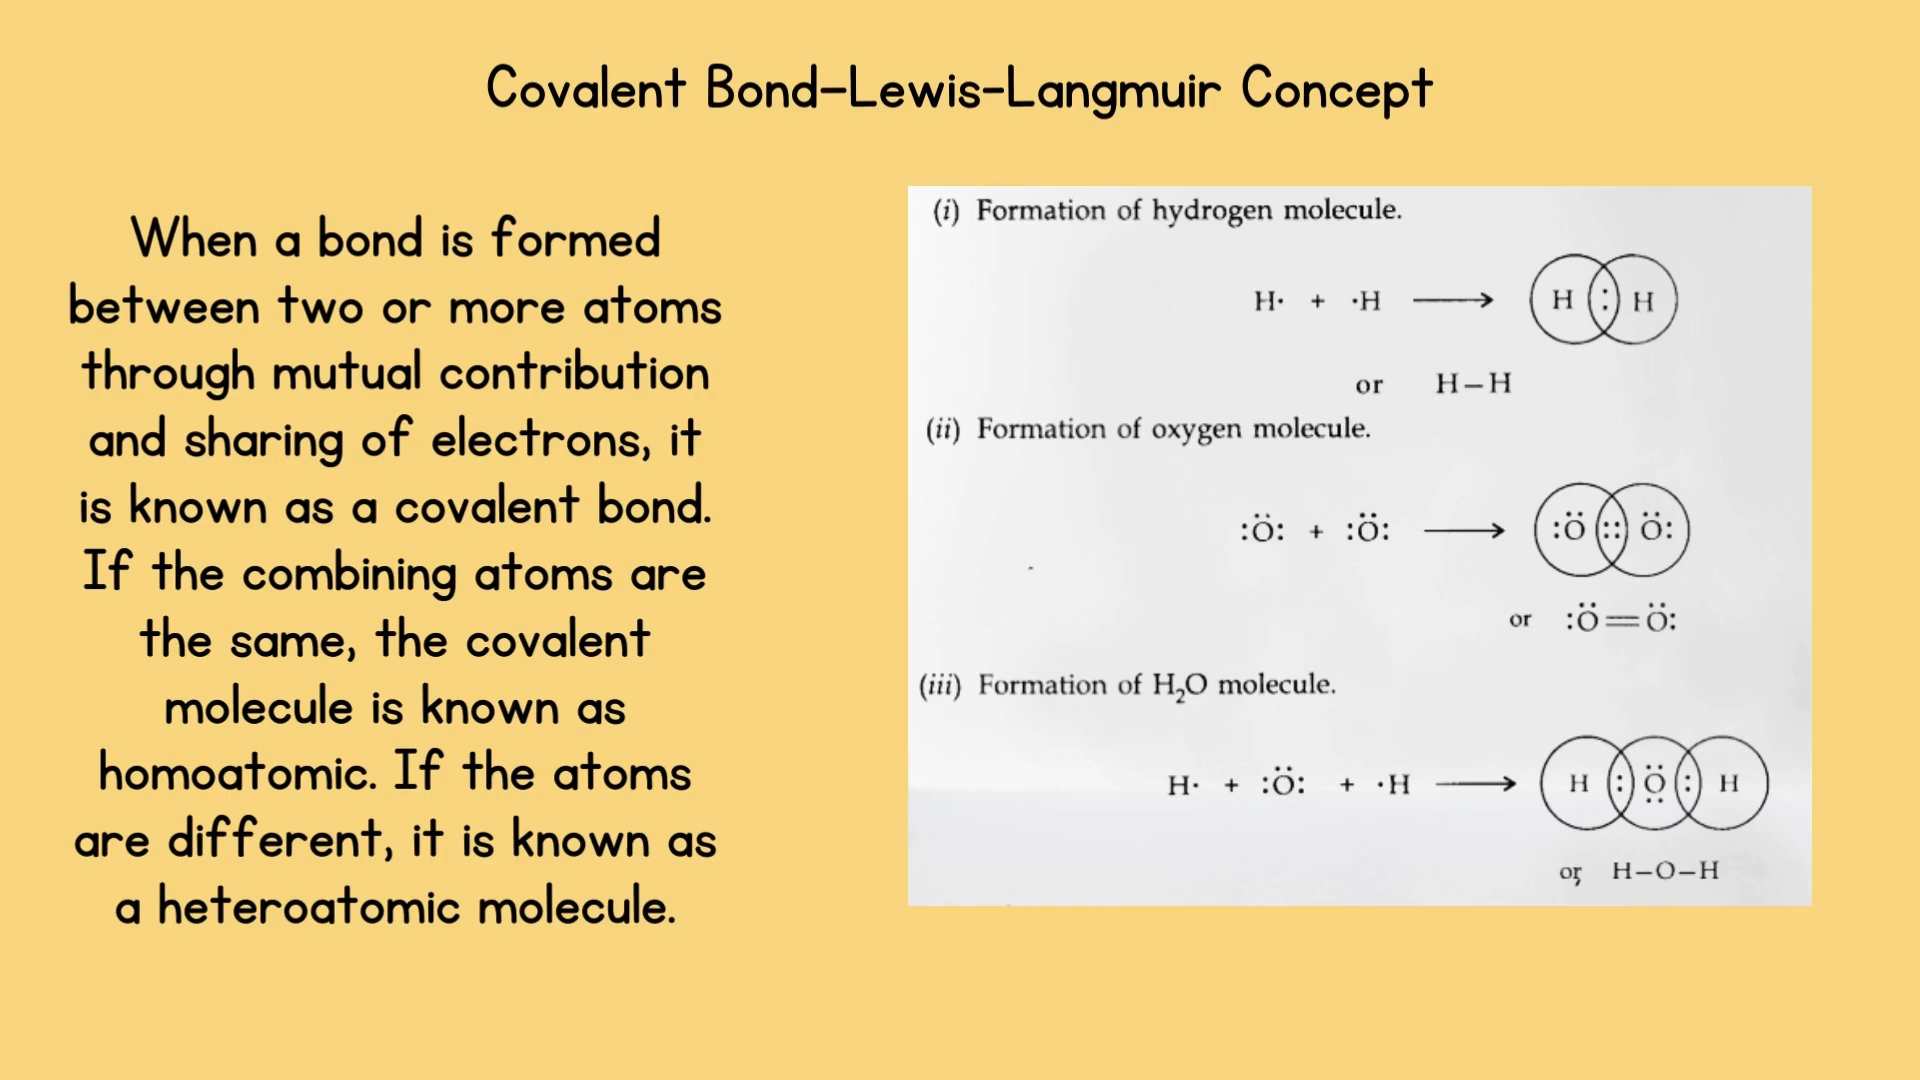 Covalent Bond-Lewis-Langmuir Concept
When a bond is formed
between two or more atoms
through mutual contribution
and sharing of electrons, it
is known as a covalent bond.
If the combining atoms are
the same, the covalent
molecule is known as
homoatomic. If the atoms
are different, it is known as
a heteroatomic molecule.
(i) Formation of hydrogen molecule.
H· + ·H ⟶ H : H
or H–H
(ii) Formation of oxygen molecule.
:Ö: + :Ö: ⟶ :Ö :: Ö:
or :Ö=Ö:
(iii) Formation of H₂O molecule.
H· + :Ö: + ·H ⟶ H : Ö̤ : H
or H–O–H